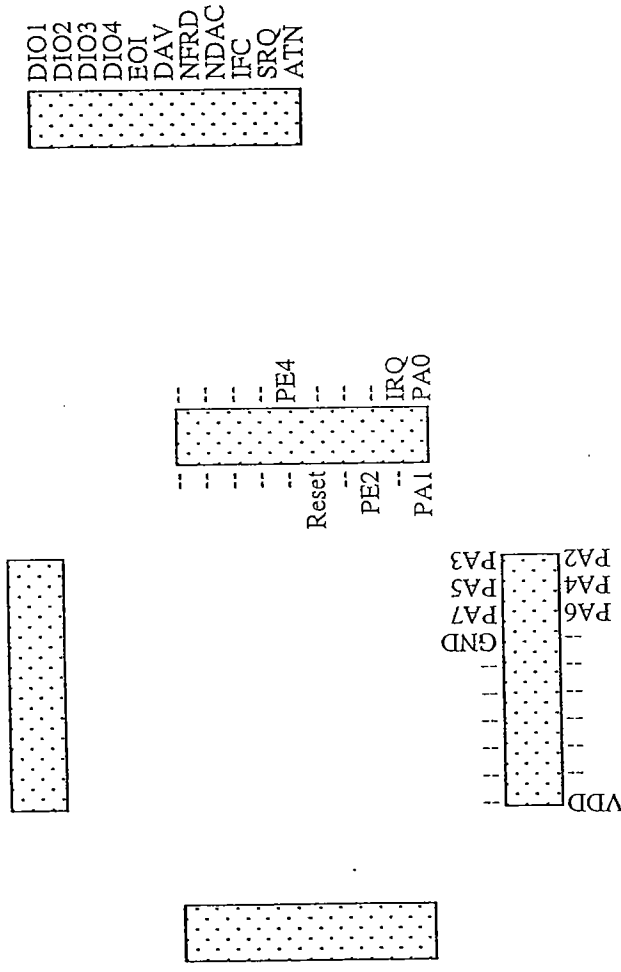 DIO1
DIO2
DIO3
DIO4
EOI
DAV
NFRD
NDAC
IFC
SRQ
ATN
-- --
-- --
-- --
-- --
-- PE4
Reset --
-- --
PE2 --
-- IRQ
PA1 PA0
PA2 PA3
PA4 PA5
PA6 PA7
-- GND
-- --
-- --
-- --
-- --
-- --
VDD --